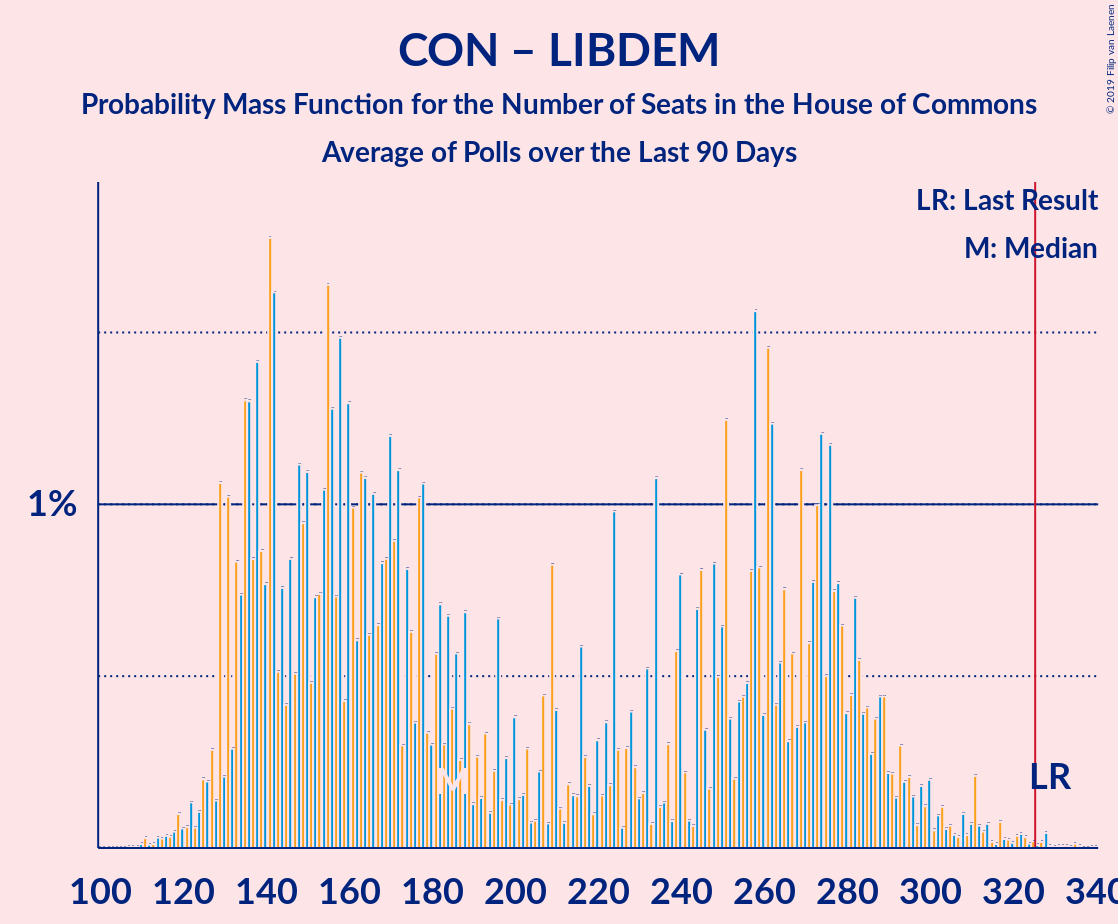 CON – LIBDEM
Probability Mass Function for the Number of Seats in the House of Commons
Average of Polls over the Last 90 Days
© 2019 Filip van Laenen
LR: Last Result
M: Median
1%
M
LR
100 120 140 160 180 200 220 240 260 280 300 320 340